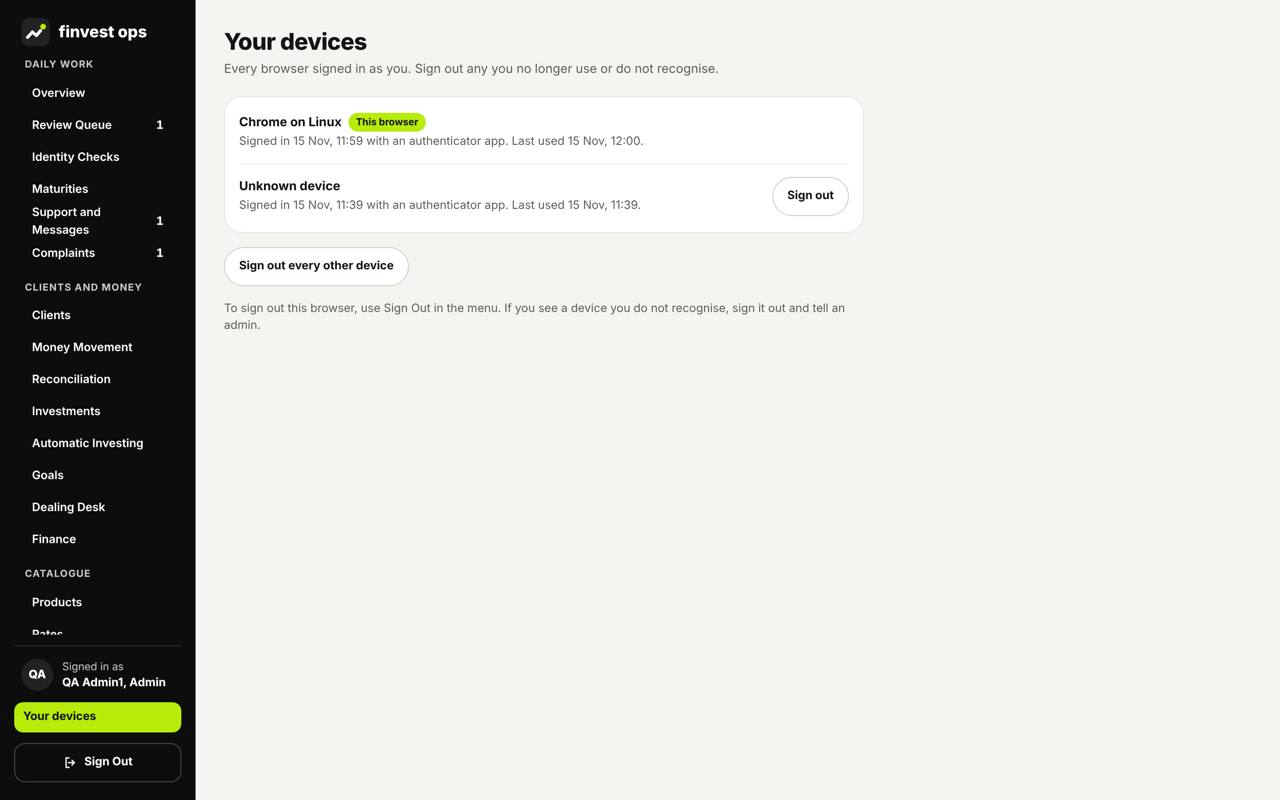 finvest ops
DAILY WORK
Overview
Review Queue 1
Identity Checks
Maturities
Support and
Messages 1
Complaints 1
CLIENTS AND MONEY
Clients
Money Movement
Reconciliation
Investments
Automatic Investing
Goals
Dealing Desk
Finance
CATALOGUE
Products
Rates
QA
Signed in as
QA Admin1, Admin
Your devices
Sign Out
Your devices
Every browser signed in as you. Sign out any you no longer use or do not recognise.
Chrome on Linux This browser
Signed in 15 Nov, 11:59 with an authenticator app. Last used 15 Nov, 12:00.
Unknown device
Signed in 15 Nov, 11:39 with an authenticator app. Last used 15 Nov, 11:39.
Sign out
Sign out every other device
To sign out this browser, use Sign Out in the menu. If you see a device you do not recognise, sign it out and tell an
admin.